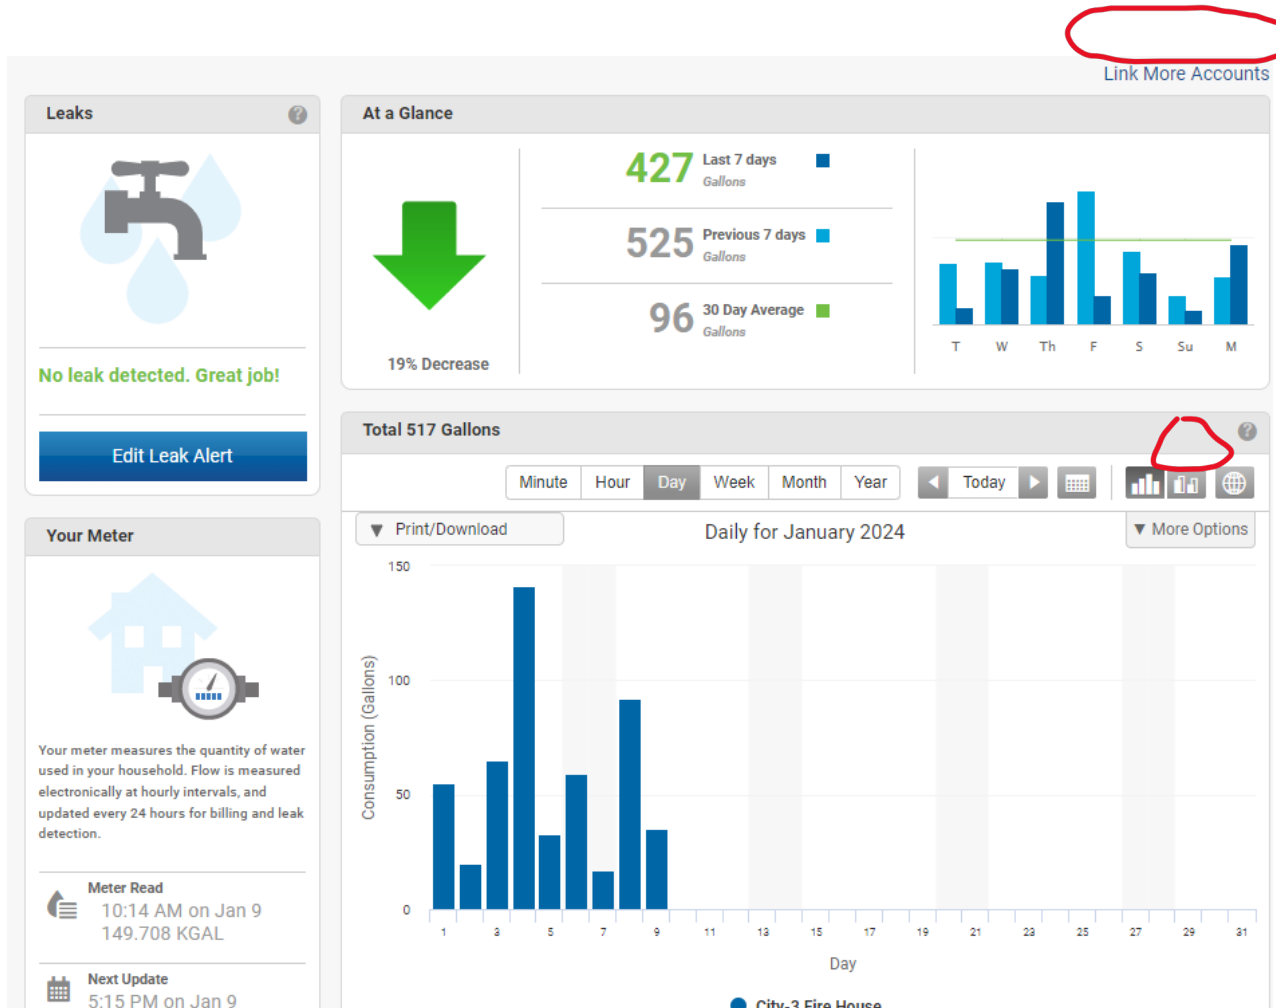 Link More Accounts
Leaks
?
No leak detected. Great job!
Edit Leak Alert
At a Glance
19% Decrease
427 Last 7 days
Gallons
525 Previous 7 days
Gallons
96 30 Day Average
Gallons
T W Th F S Su M
Your Meter
Your meter measures the quantity of water
used in your household. Flow is measured
electronically at hourly intervals, and
updated every 24 hours for billing and leak
detection.
Meter Read
10:14 AM on Jan 9
149.708 KGAL
Next Update
5:15 PM on Jan 9
Total 517 Gallons
?
Minute Hour Day Week Month Year Today
Print/Download
Daily for January 2024
More Options
Consumption (Gallons)
150
100
50
0
1 3 5 7 9 11 13 15 17 19 21 23 25 27 29 31
Day
City-3 Fire House